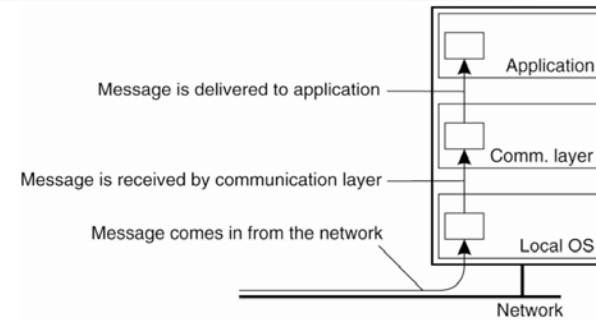 Application
Message is delivered to application
Comm. layer
Message is received by communication layer
Message comes in from the network
Local OS
Network